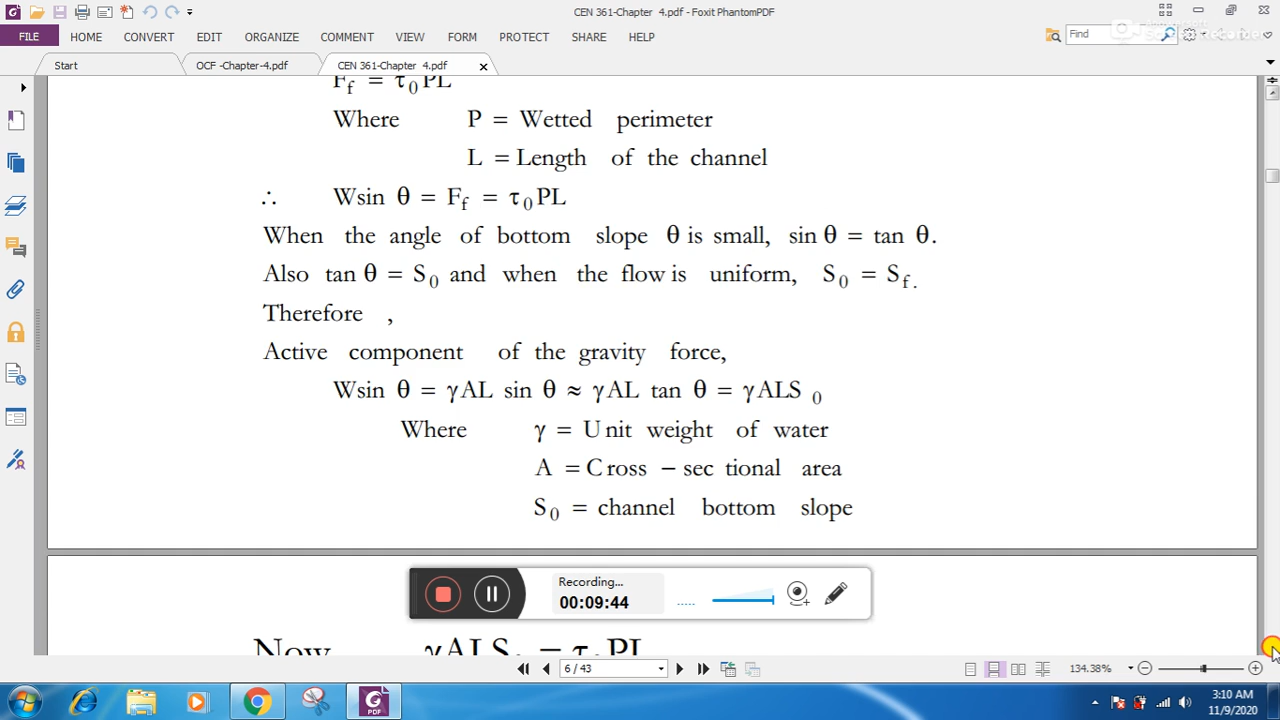 CEN 361-Chapter 4.pdf - Foxit PhantomPDF
FILE HOME CONVERT EDIT ORGANIZE COMMENT VIEW FORM PROTECT SHARE HELP Find
Start OCF -Chapter-4.pdf CEN 361-Chapter 4.pdf
F_f = τ_0 PL
Where P = Wetted perimeter
L = Length of the channel
∴ Wsin θ = F_f = τ_0 PL
When the angle of bottom slope θ is small, sin θ = tan θ.
Also tan θ = S_0 and when the flow is uniform, S_0 = S_f.
Therefore ,
Active component of the gravity force,
Wsin θ = γAL sin θ ≈ γAL tan θ = γALS_0
Where γ = Unit weight of water
A = Cross − sec tional area
S_0 = channel bottom slope
Recording...
00:09:44
Now γALS_0 = τ_0 PL
6 / 43
134.38%
3:10 AM
11/9/2020